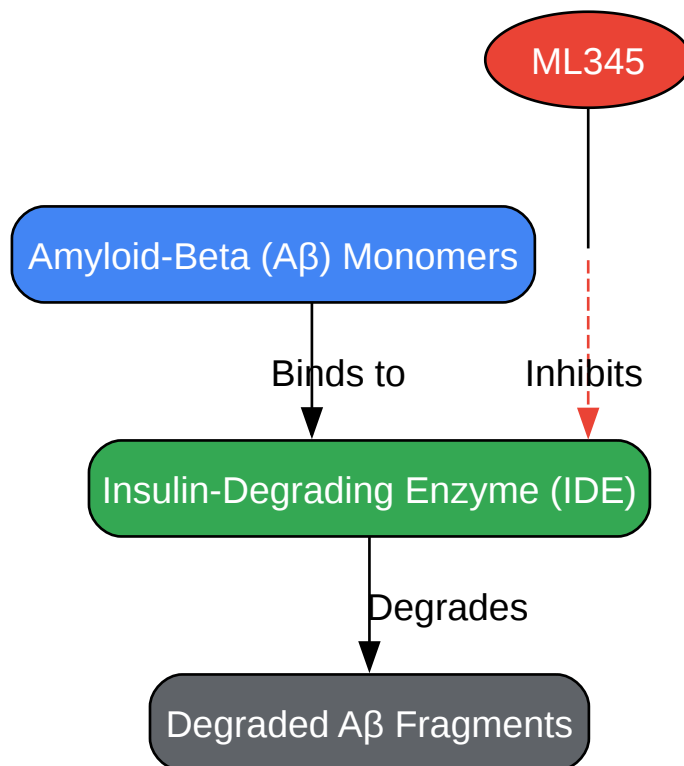 ML345
Amyloid-Beta (Aβ) Monomers
Binds to
Inhibits
Insulin-Degrading Enzyme (IDE)
Degrades
Degraded Aβ Fragments